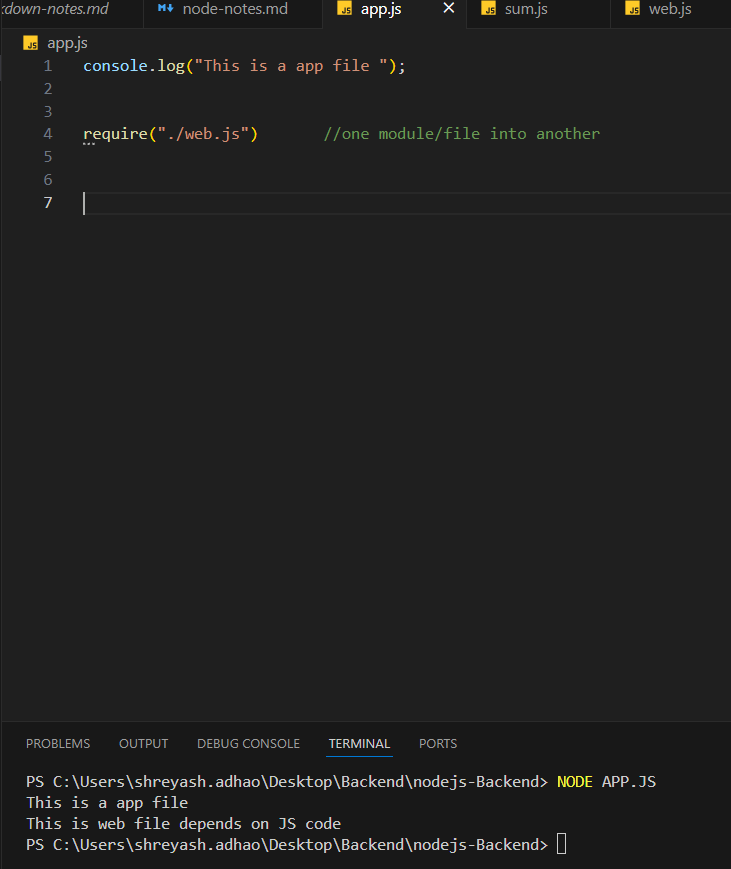 kdown-notes.md node-notes.md app.js sum.js web.js
JS app.js
1 console.log("This is a app file ");
2
3
4 require("./web.js") //one module/file into another
5
6
7
PROBLEMS OUTPUT DEBUG CONSOLE TERMINAL PORTS
PS C:\Users\shreyash.adhao\Desktop\Backend\nodejs-Backend> NODE APP.JS
This is a app file
This is web file depends on JS code
PS C:\Users\shreyash.adhao\Desktop\Backend\nodejs-Backend>